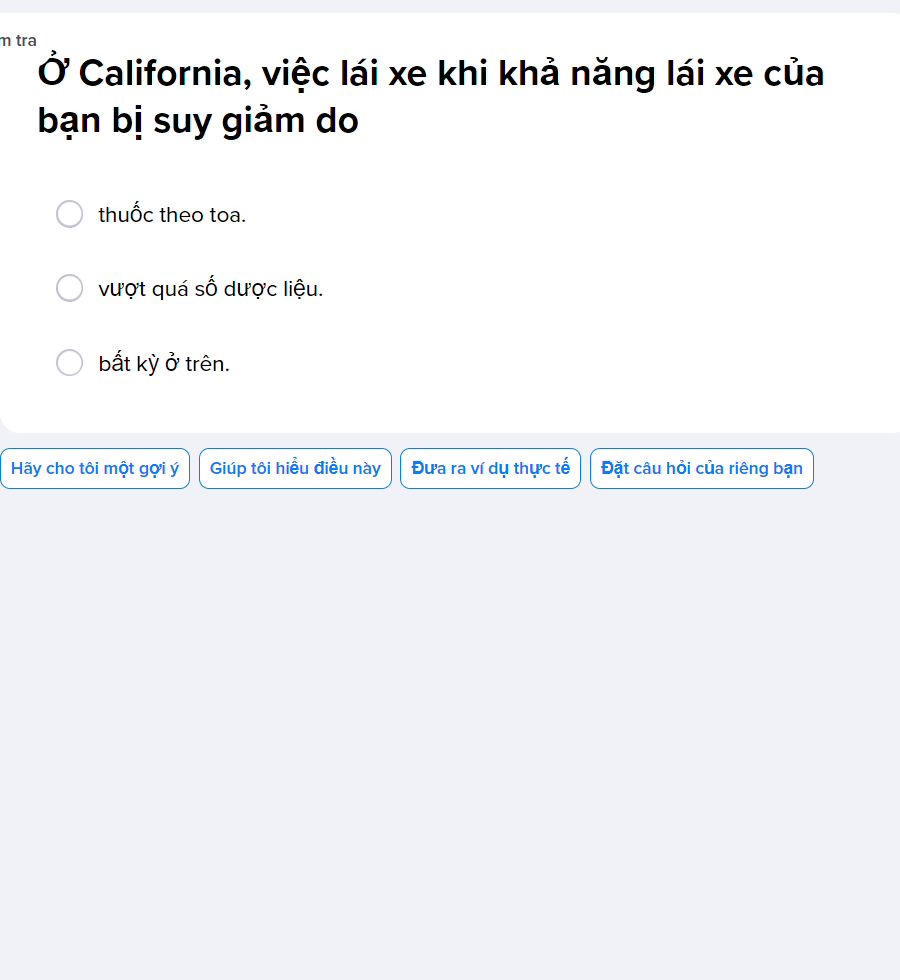 m tra
Ở California, việc lái xe khi khả năng lái xe của
bạn bị suy giảm do
thuốc theo toa.
vượt quá số dược liệu.
bất kỳ ở trên.
Hãy cho tôi một gợi ý
Giúp tôi hiểu điều này
Đưa ra ví dụ thực tế
Đặt câu hỏi của riêng bạn